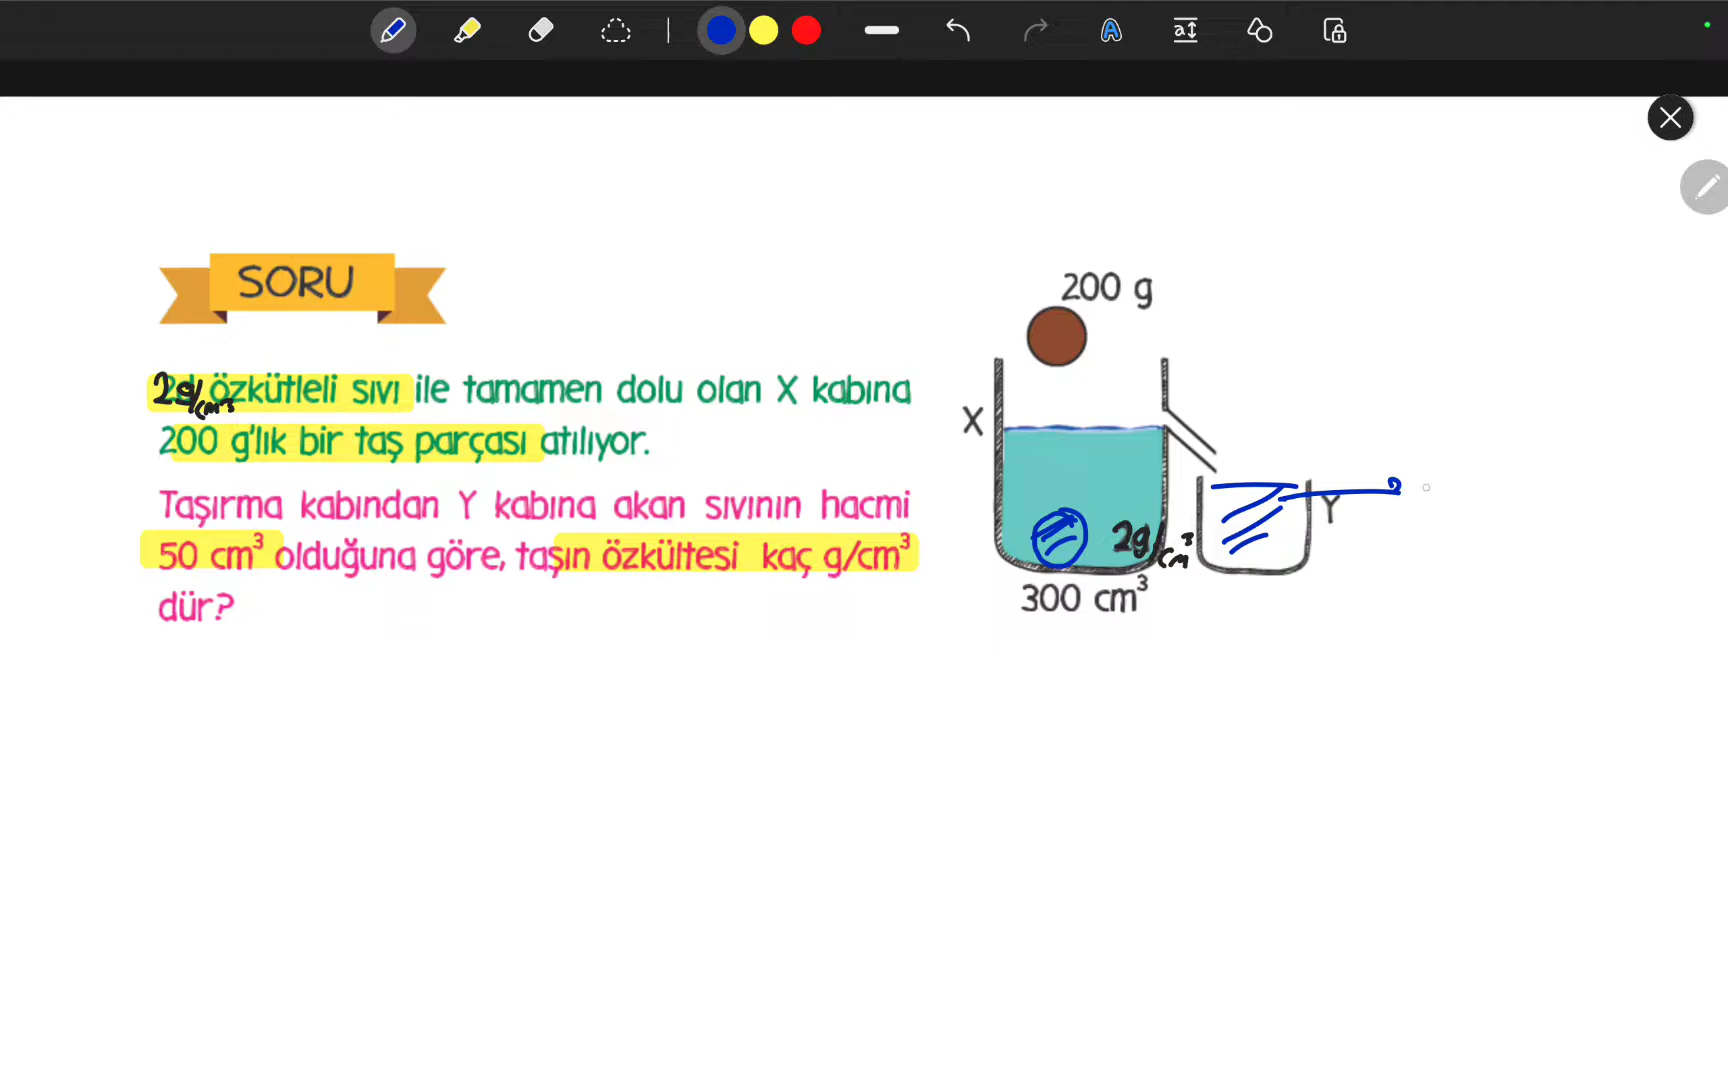 SORU
200 g
2g/cm³ özkütleli sıvı ile tamamen dolu olan X kabına
200 g'lık bir taş parçası atılıyor.
Taşırma kabından Y kabına akan sıvının hacmi
50 cm³ olduğuna göre, taşın özkültesi kaç g/cm³
dür?
X
Y
2g/cm³
300 cm³